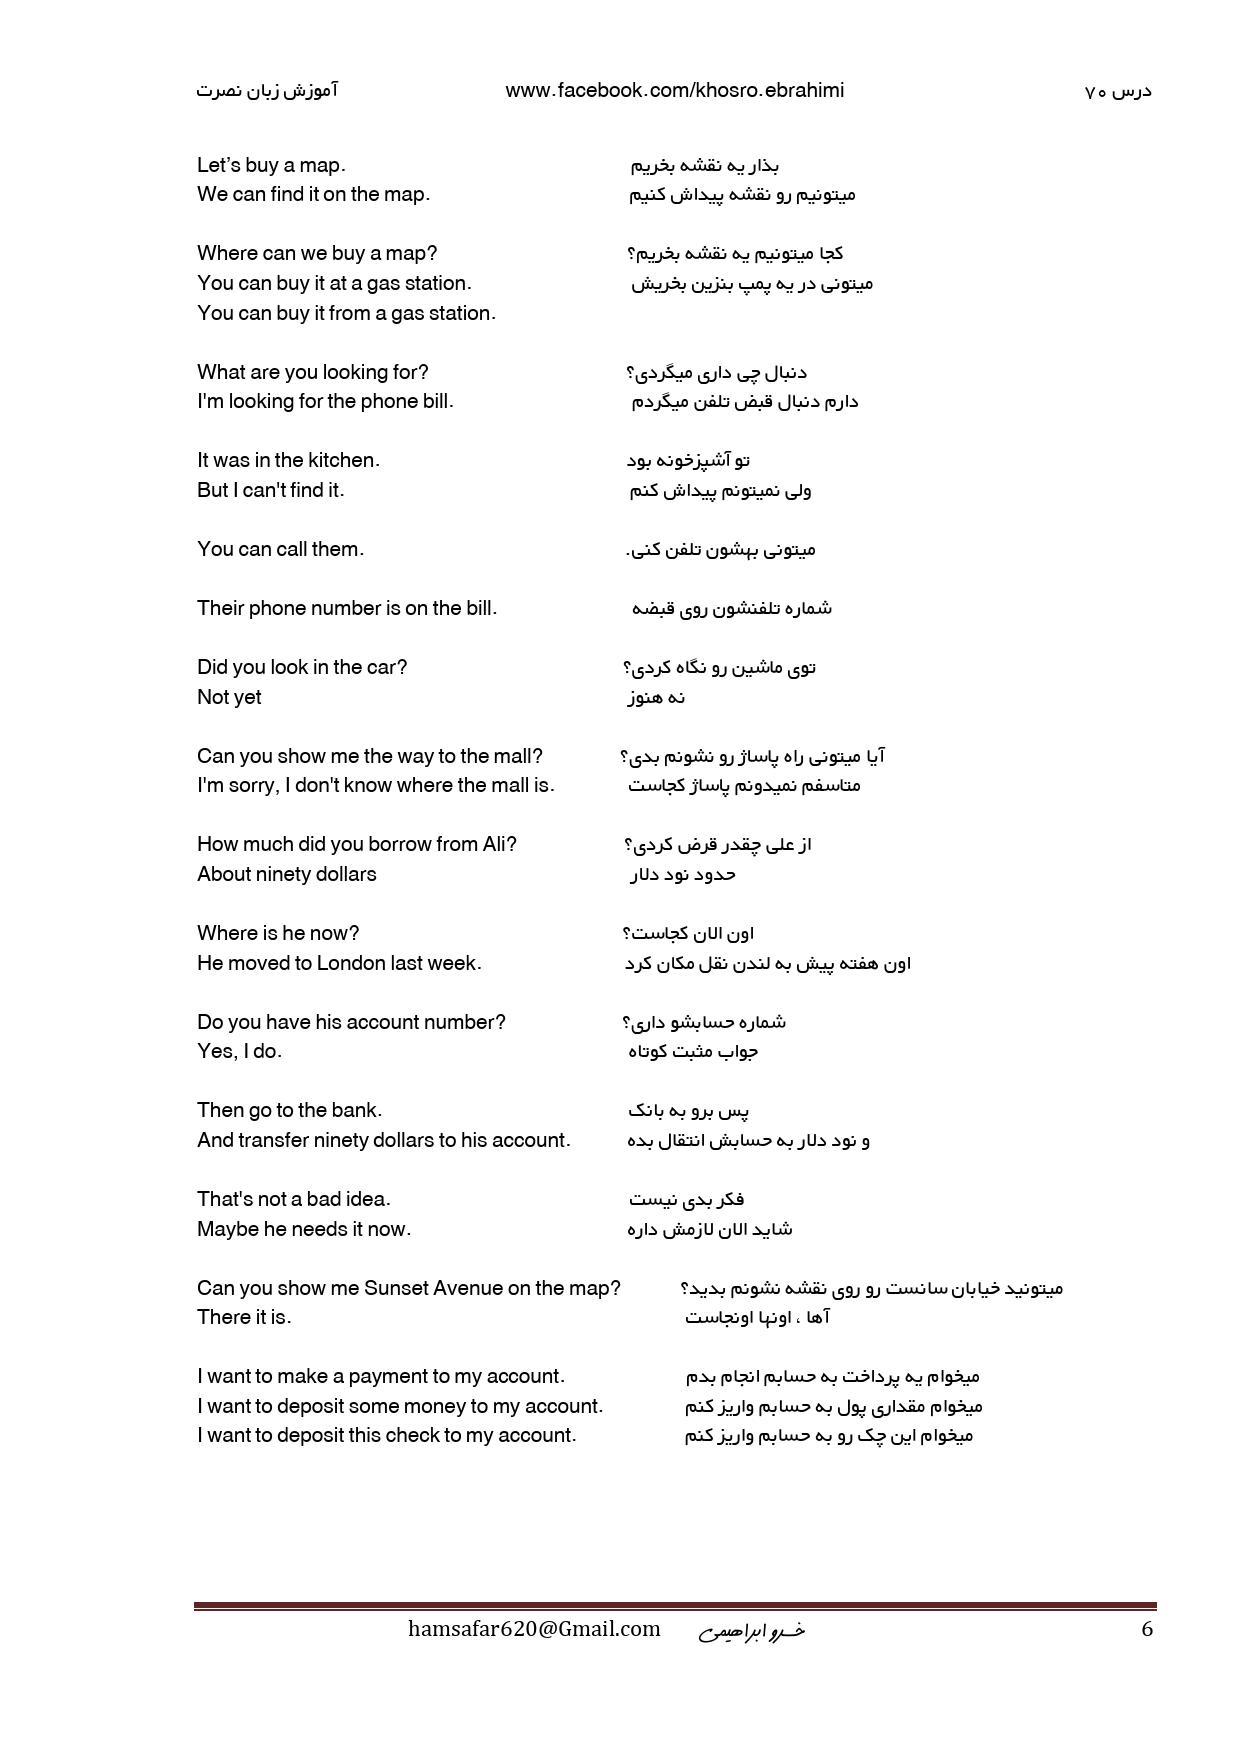 آموزش زبان نصرت www.facebook.com/khosro.ebrahimi درس ۷۰
Let’s buy a map. بذار یه نقشه بخریم
We can find it on the map. میتونیم رو نقشه پیداش کنیم
Where can we buy a map? کجا میتونیم یه نقشه بخریم؟
You can buy it at a gas station. میتونی در یه پمپ بنزین بخریش
You can buy it from a gas station.
What are you looking for? دنبال چی داری میگردی؟
I'm looking for the phone bill. دارم دنبال قبض تلفن میگردم
It was in the kitchen. تو آشپزخونه بود
But I can't find it. ولی نمیتونم پیداش کنم
You can call them. میتونی بهشون تلفن کنی.
Their phone number is on the bill. شماره تلفنشون روی قبضه
Did you look in the car? توی ماشین رو نگاه کردی؟
Not yet نه هنوز
Can you show me the way to the mall? آیا میتونی راه پاساژ رو نشونم بدی؟
I'm sorry, I don't know where the mall is. متاسفم نمیدونم پاساژ کجاست
How much did you borrow from Ali? از علی چقدر قرض کردی؟
About ninety dollars حدود نود دلار
Where is he now? اون الان کجاست؟
He moved to London last week. اون هفته پیش به لندن نقل مکان کرد
Do you have his account number? شماره حسابشو داری؟
Yes, I do. جواب مثبت کوتاه
Then go to the bank. پس برو به بانک
And transfer ninety dollars to his account. و نود دلار به حسابش انتقال بده
That's not a bad idea. فکر بدی نیست
Maybe he needs it now. شاید الان لازمش داره
Can you show me Sunset Avenue on the map? میتونید خیابان سانست رو روی نقشه نشونم بدید؟
There it is. آها ، اونها اونجاست
I want to make a payment to my account. میخوام یه پرداخت به حسابم انجام بدم
I want to deposit some money to my account. میخوام مقداری پول به حسابم واریز کنم
I want to deposit this check to my account. میخوام این چک رو به حسابم واریز کنم
hamsafar620@Gmail.com خسرو ابراهیمی 6